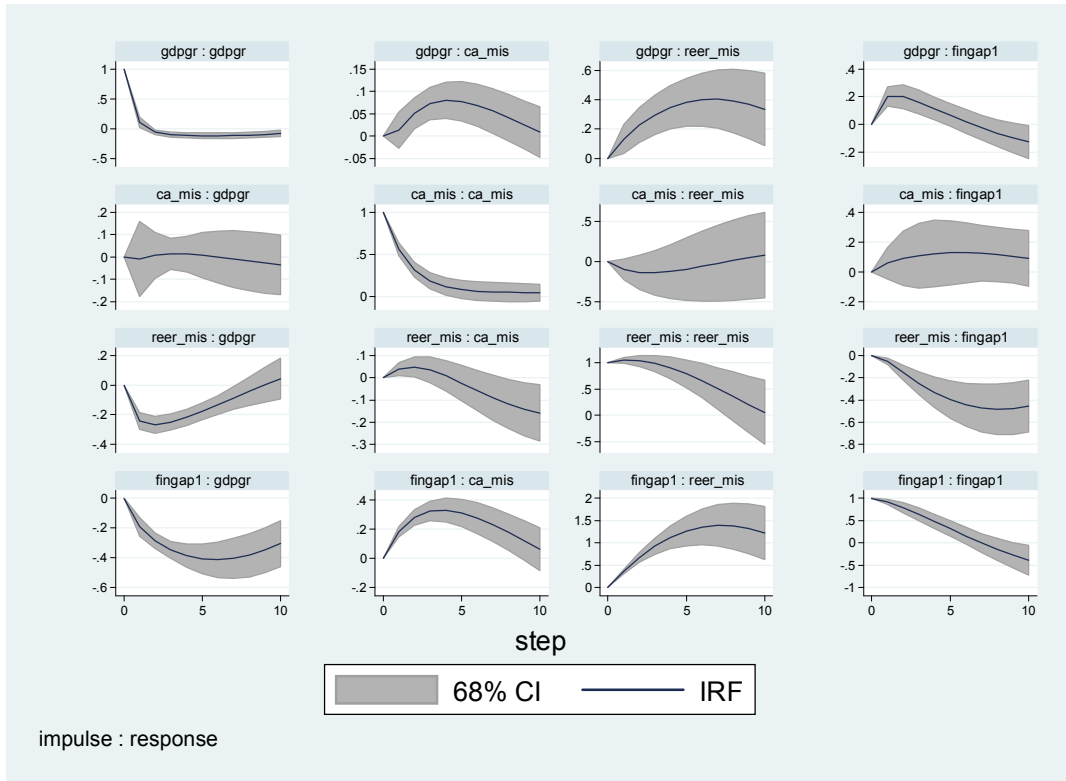 gdpgr : gdpgr
gdpgr : ca_mis
gdpgr : reer_mis
gdpgr : fingap1
1
.5
0
-.5
.15
.1
.05
0
-.05
.6
.4
.2
0
.4
.2
0
-.2
ca_mis : gdpgr
ca_mis : ca_mis
ca_mis : reer_mis
ca_mis : fingap1
.2
.1
0
-.1
-.2
1
.5
0
.5
0
-.5
.4
.2
0
-.2
reer_mis : gdpgr
reer_mis : ca_mis
reer_mis : reer_mis
reer_mis : fingap1
.2
0
-.2
-.4
.1
0
-.1
-.2
-.3
1
.5
0
-.5
0
-.2
-.4
-.6
-.8
fingap1 : gdpgr
fingap1 : ca_mis
fingap1 : reer_mis
fingap1 : fingap1
0
-.2
-.4
-.6
.4
.2
0
-.2
2
1.5
1
.5
0
1
.5
0
-.5
-1
0 5 10
0 5 10
0 5 10
0 5 10
step
68% CI
IRF
impulse : response